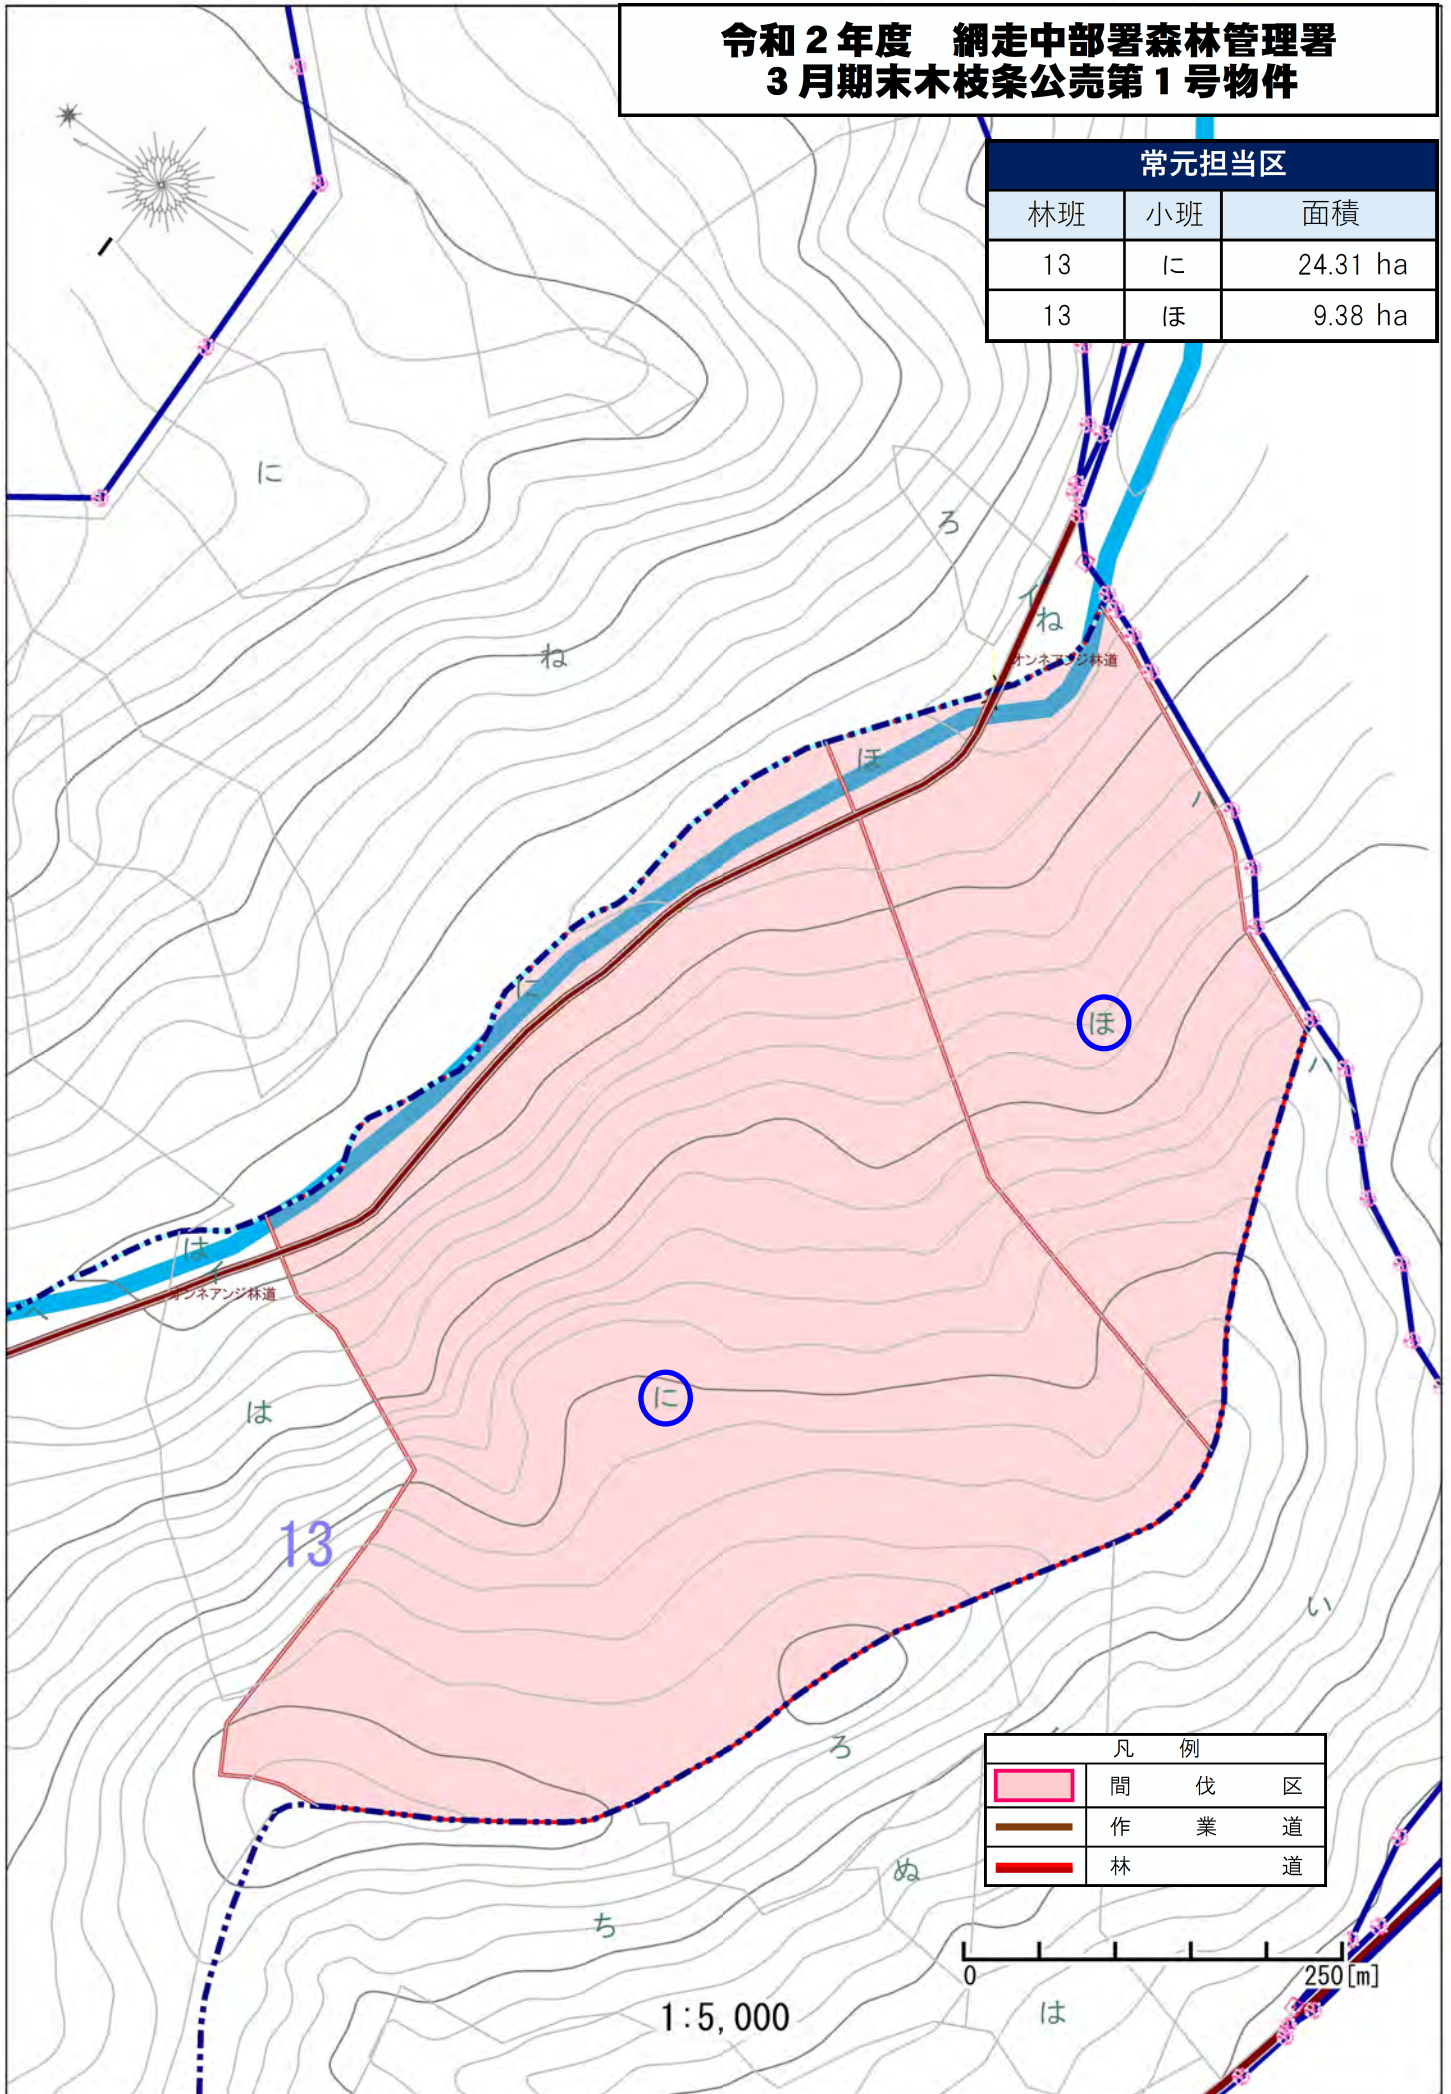 令和２年度　網走中部署森林管理署
３月期末木枝条公売第１号物件
常元担当区
林班 小班 面積
13 に 24.31 ha
13 ほ 9.38 ha
に
ろ
イ
ね
ね
オンネアンジ林道
ほ
ハ
に
ほ
ハ
は
イ
オンネアンジ林道
へ
に
は
13
い
ろ
凡　例
間　伐　区
作　業　道
林　道
ぬ
ち
0 250[m]
は
1:5,000